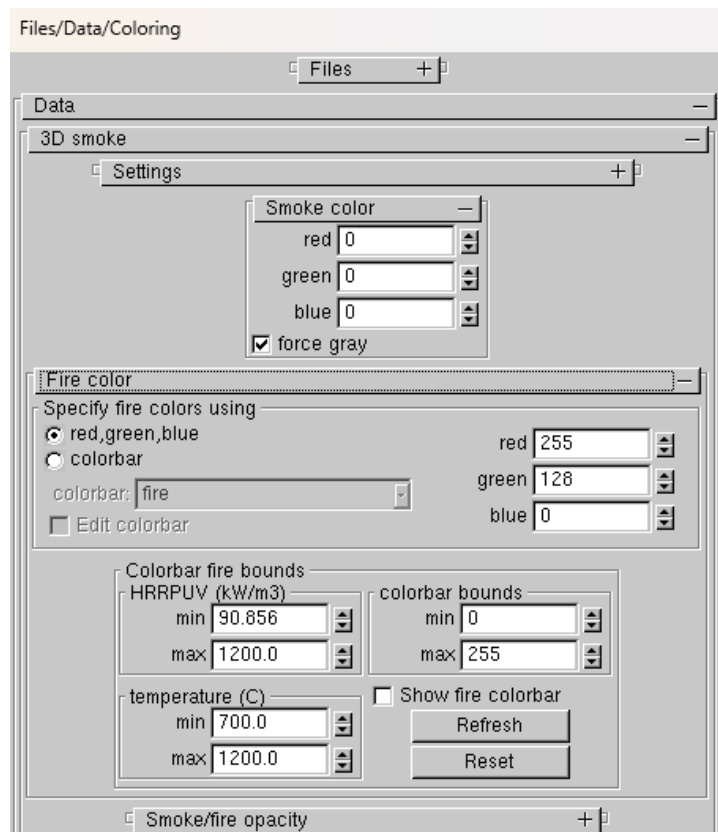 Files/Data/Coloring
Files +
Data −
3D smoke −
Settings +
Smoke color −
red 0
green 0
blue 0
force gray
Fire color −
Specify fire colors using
red,green,blue
colorbar
colorbar: fire
Edit colorbar
red 255
green 128
blue 0
Colorbar fire bounds
HRRPUV (kW/m3)
min 90.856
max 1200.0
colorbar bounds
min 0
max 255
temperature (C)
min 700.0
max 1200.0
Show fire colorbar
Refresh
Reset
Smoke/fire opacity +